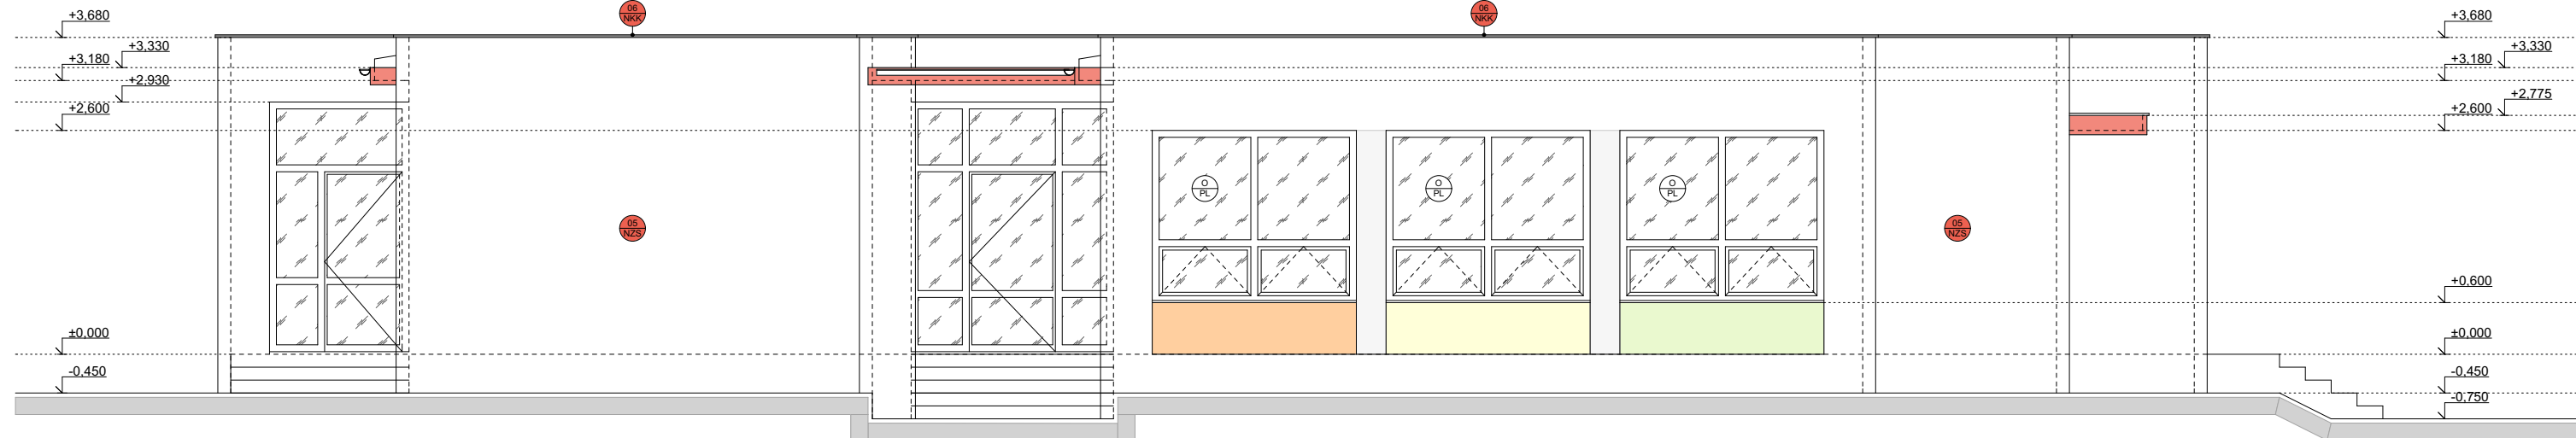 06
NKK
06
NKK
+3,680
+3,680
+3,330
+3,330
+3,180
+3,180
+2,930
+2,775
+2,600
+2,600
O
PL
O
PL
O
PL
05
NZS
05
NZS
+0,600
±0,000
±0,000
-0,450
-0,450
-0,750